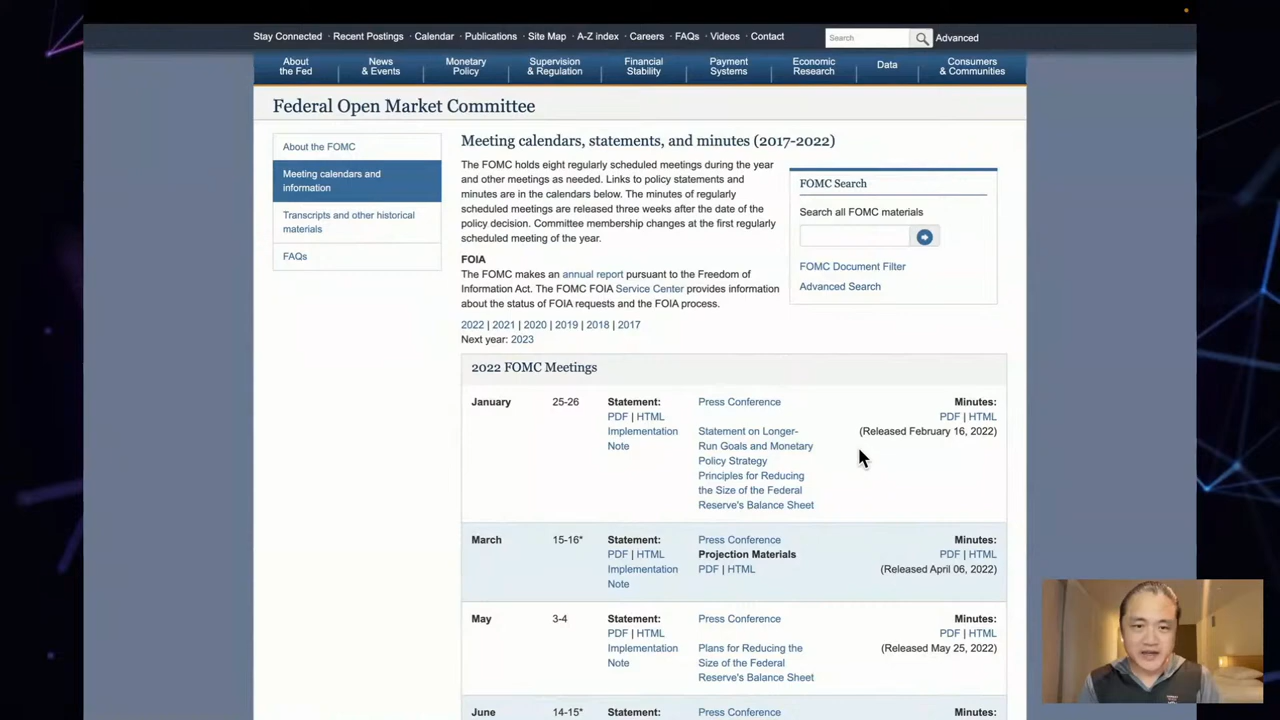 Stay Connected · Recent Postings · Calendar · Publications · Site Map · A-Z index · Careers · FAQs · Videos · Contact
Search
Advanced
About the Fed
News & Events
Monetary Policy
Supervision & Regulation
Financial Stability
Payment Systems
Economic Research
Data
Consumers & Communities
Federal Open Market Committee
About the FOMC
Meeting calendars and
information
Transcripts and other historical
materials
FAQs
Meeting calendars, statements, and minutes (2017-2022)
The FOMC holds eight regularly scheduled meetings during the year
and other meetings as needed. Links to policy statements and
minutes are in the calendars below. The minutes of regularly
scheduled meetings are released three weeks after the date of the
policy decision. Committee membership changes at the first regularly
scheduled meeting of the year.
FOIA
The FOMC makes an annual report pursuant to the Freedom of
Information Act. The FOMC FOIA Service Center provides information
about the status of FOIA requests and the FOIA process.
2022 | 2021 | 2020 | 2019 | 2018 | 2017
Next year: 2023
FOMC Search
Search all FOMC materials
FOMC Document Filter
Advanced Search
2022 FOMC Meetings
January
25-26
Statement:
PDF | HTML
Implementation
Note
Press Conference
Statement on Longer-
Run Goals and Monetary
Policy Strategy
Principles for Reducing
the Size of the Federal
Reserve's Balance Sheet
Minutes:
PDF | HTML
(Released February 16, 2022)
March
15-16*
Statement:
PDF | HTML
Implementation
Note
Press Conference
Projection Materials
PDF | HTML
Minutes:
PDF | HTML
(Released April 06, 2022)
May
3-4
Statement:
PDF | HTML
Implementation
Note
Press Conference
Plans for Reducing the
Size of the Federal
Reserve's Balance Sheet
Minutes:
PDF | HTML
(Released May 25, 2022)
June
14-15*
Statement:
Press Conference
Minutes: